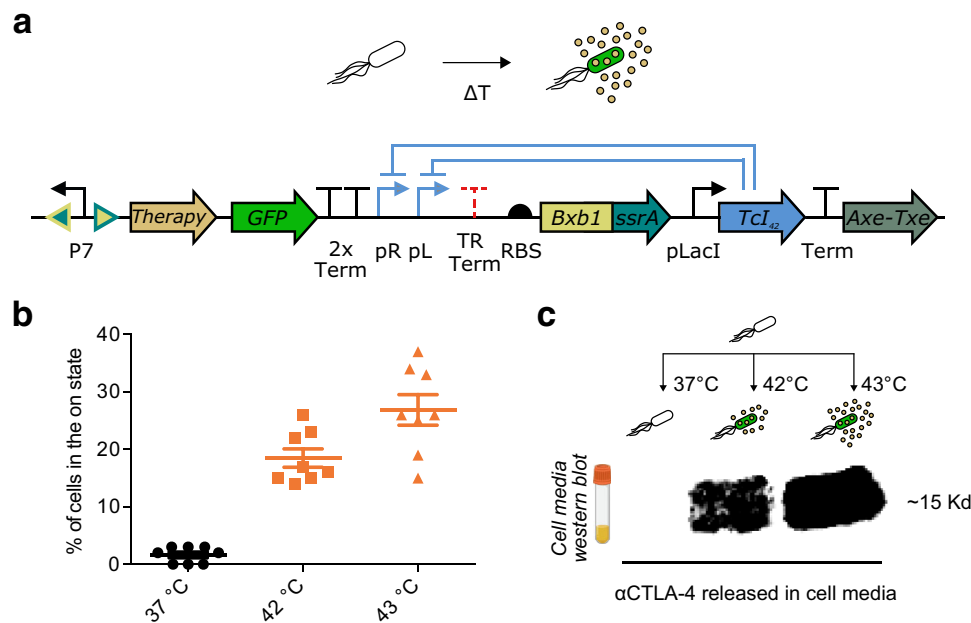 a
ΔT
Therapy
GFP
Bxb1
ssrA
TcI₄₂
Axe-Txe
P7
2x
Term
pR
pL
TR
Term
RBS
pLacI
Term
b
% of cells in the on state
40
30
20
10
0
37 °C
42 °C
43 °C
c
37°C
42°C
43°C
Cell media
western blot
~15 Kd
αCTLA-4 released in cell media